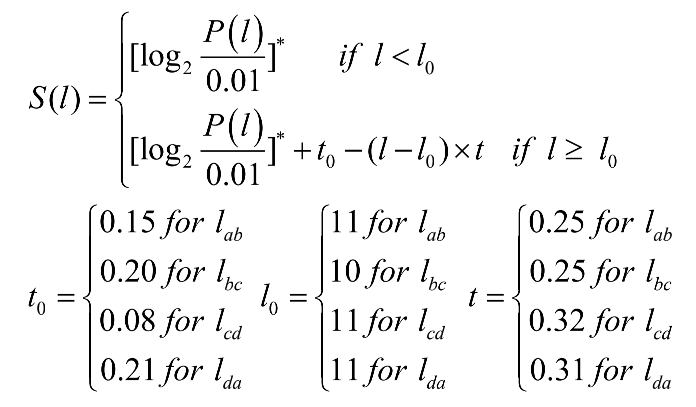 S(l) = { [log₂ P(l)/0.01]* if l < l₀
[log₂ P(l)/0.01]* + t₀ − (l − l₀) × t if l ≥ l₀
t₀ = { 0.15 for l_ab l₀ = { 11 for l_ab t = { 0.25 for l_ab
0.20 for l_bc 10 for l_bc 0.25 for l_bc
0.08 for l_cd 11 for l_cd 0.32 for l_cd
0.21 for l_da 11 for l_da 0.31 for l_da